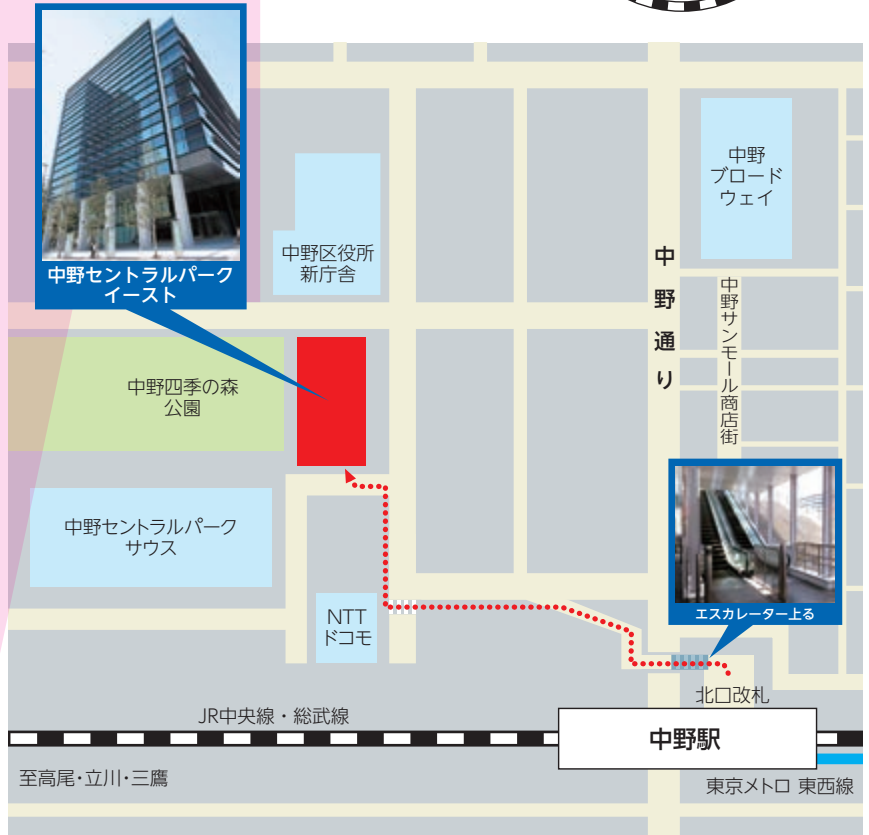 中野セントラルパーク
イースト
中野区役所
新庁舎
中野
ブロード
ウェイ
中野通り
中野サンモール商店街
中野四季の森
公園
中野セントラルパーク
サウス
NTT
ドコモ
エスカレーター上る
北口改札
JR中央線・総武線
中野駅
至高尾・立川・三鷹
東京メトロ 東西線